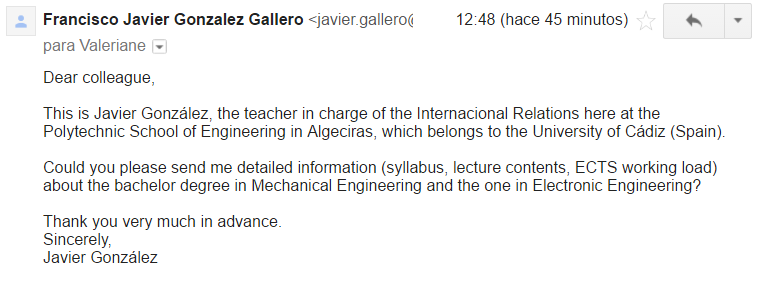 Francisco Javier Gonzalez Gallero <javier.gallero@ 12:48 (hace 45 minutos)
para Valeriane
Dear colleague,
This is Javier González, the teacher in charge of the Internacional Relations here at the
Polytechnic School of Engineering in Algeciras, which belongs to the University of Cádiz (Spain).
Could you please send me detailed information (syllabus, lecture contents, ECTS working load)
about the bachelor degree in Mechanical Engineering and the one in Electronic Engineering?
Thank you very much in advance.
Sincerely,
Javier González